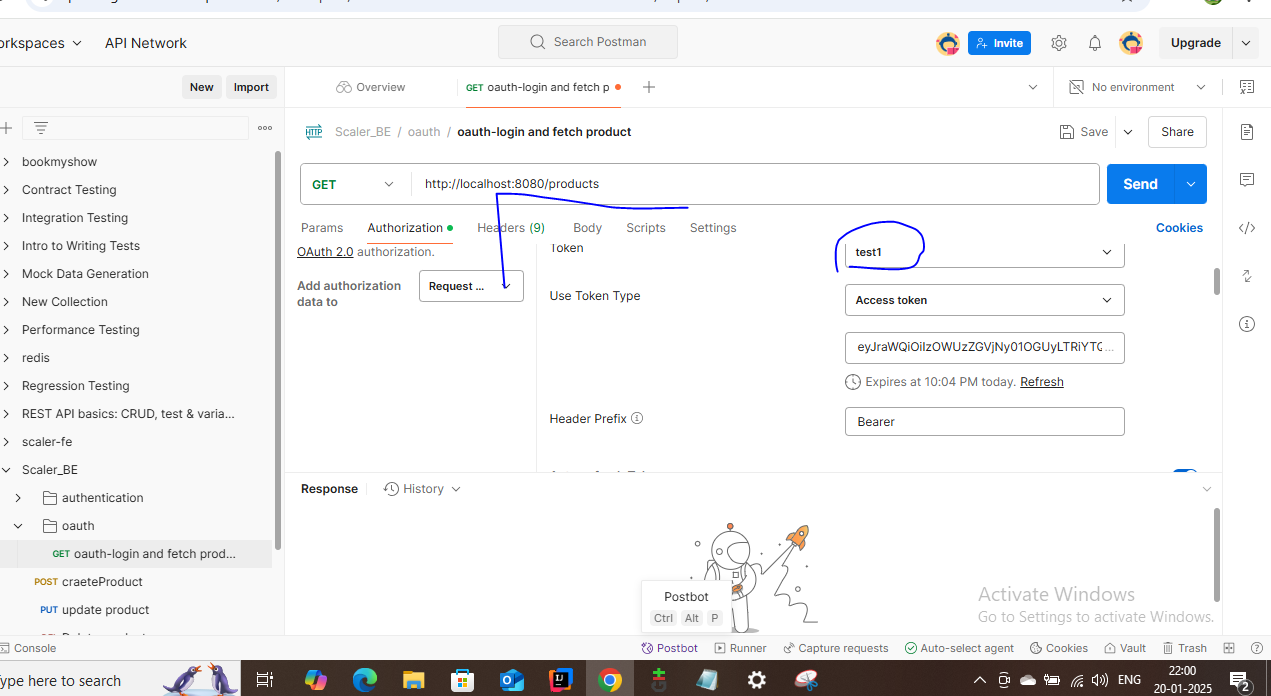 orkspaces
API Network
Search Postman
Invite
Upgrade
New
Import
Overview
GET oauth-login and fetch p
No environment
bookmyshow
Contract Testing
Integration Testing
Intro to Writing Tests
Mock Data Generation
New Collection
Performance Testing
redis
Regression Testing
REST API basics: CRUD, test & varia...
scaler-fe
Scaler_BE
authentication
oauth
GET oauth-login and fetch prod...
POST craeteProduct
PUT update product
HTTP Scaler_BE / oauth / oauth-login and fetch product
Save
Share
GET
http://localhost:8080/products
Send
Params
Authorization
Headers (9)
Body
Scripts
Settings
Cookies
OAuth 2.0 authorization.
Add authorization
data to
Request ...
Token
test1
Use Token Type
Access token
Expires at 10:04 PM today. Refresh
Header Prefix
Bearer
Response
History
Postbot
Ctrl Alt P
Activate Windows
Go to Settings to activate Windows.
Console
Postbot
Runner
Capture requests
Auto-select agent
Cookies
Vault
Trash
ype here to search
ENG
22:00
20-01-2025
2